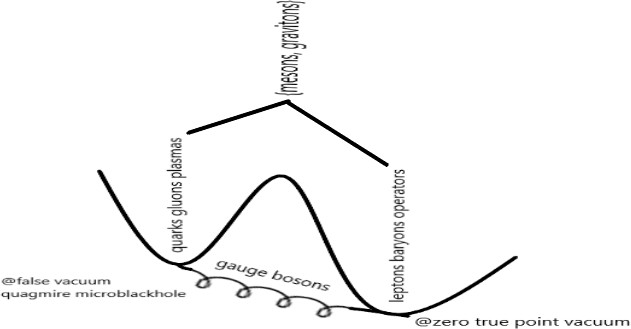 {mesons, gravitons}
quarks gluons plasmas
leptons baryons operators
gauge bosons
@false vacuum
quagmire microblackhole
@zero true point vacuum